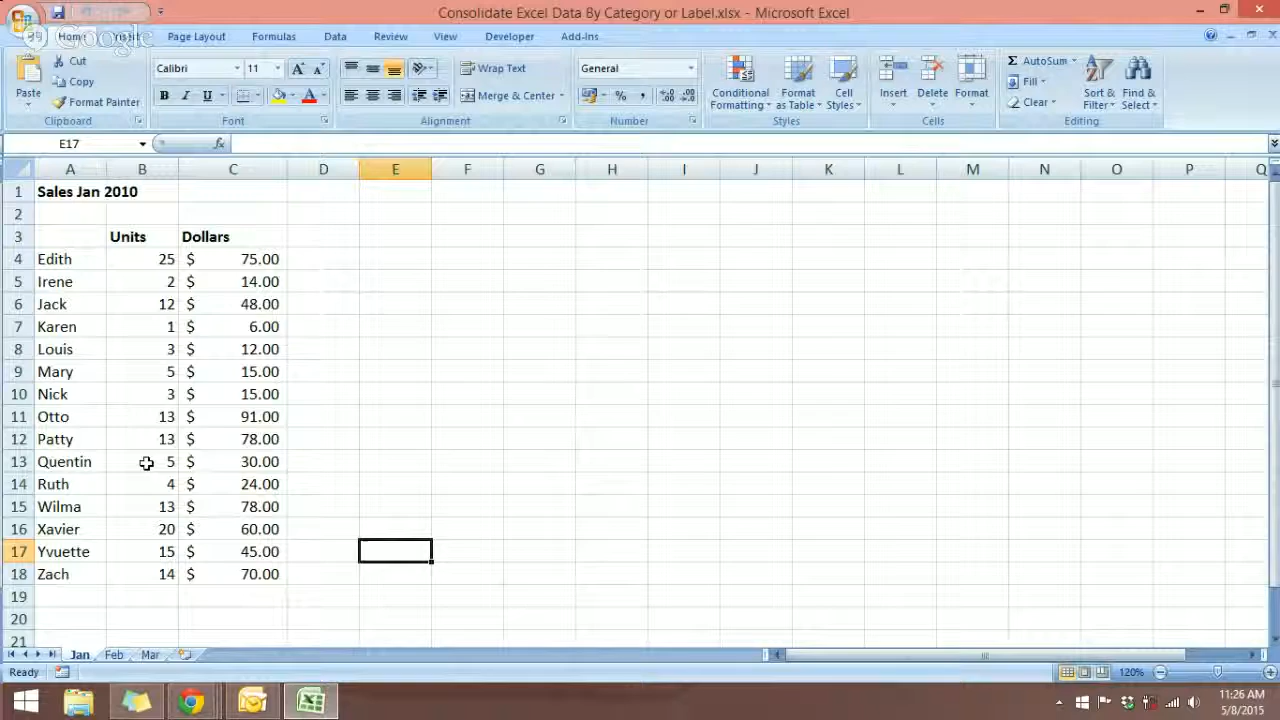 Consolidate Excel Data By Category or Label.xlsx - Microsoft Excel
Google
Home Insert Page Layout Formulas Data Review View Developer Add-Ins
Paste Cut Copy Format Painter Clipboard
Calibri 11 B I U Font
Wrap Text Merge & Center Alignment
General $ % , Number
Conditional Formatting Format as Table Cell Styles Styles
Insert Delete Format Cells
Σ AutoSum Fill Clear Sort & Filter Find & Select Editing
E17 fx
A B C D E F G H I J K L M N O P Q
1 Sales Jan 2010
2
3 Units Dollars
4 Edith 25 $ 75.00
5 Irene 2 $ 14.00
6 Jack 12 $ 48.00
7 Karen 1 $ 6.00
8 Louis 3 $ 12.00
9 Mary 5 $ 15.00
10 Nick 3 $ 15.00
11 Otto 13 $ 91.00
12 Patty 13 $ 78.00
13 Quentin 5 $ 30.00
14 Ruth 4 $ 24.00
15 Wilma 13 $ 78.00
16 Xavier 20 $ 60.00
17 Yvuette 15 $ 45.00
18 Zach 14 $ 70.00
19
20
21
Jan Feb Mar
Ready 120%
11:26 AM
5/8/2015